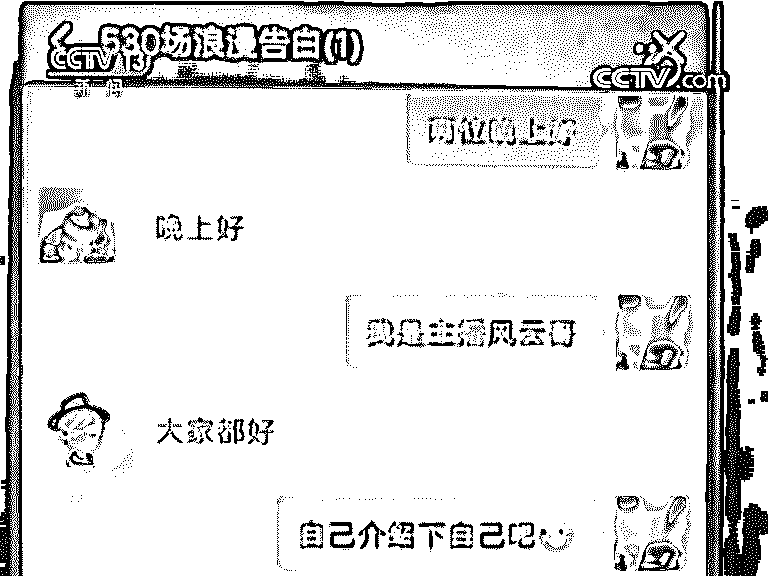 530场浪漫告白(1)
CCTV 13
CCTV.com
两位晚上好
晚上好
我是主播风云哥
大家都好
自己介绍下自己吧